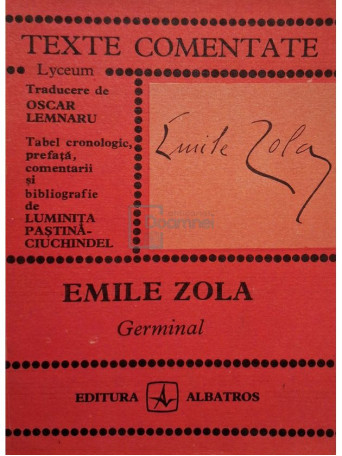 TEXTE COMENTATE
Lyceum
Traducere de
OSCAR
LEMNARU
Tabel cronologic,
prefață,
comentarii
și
bibliografie
de
LUMINIȚA
PAȘTINĂ-
CIUCHINDEL
Emile Zola
EMILE ZOLA
Germinal
EDITURA ALBATROS